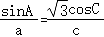 sinA/a = √3cosC/c